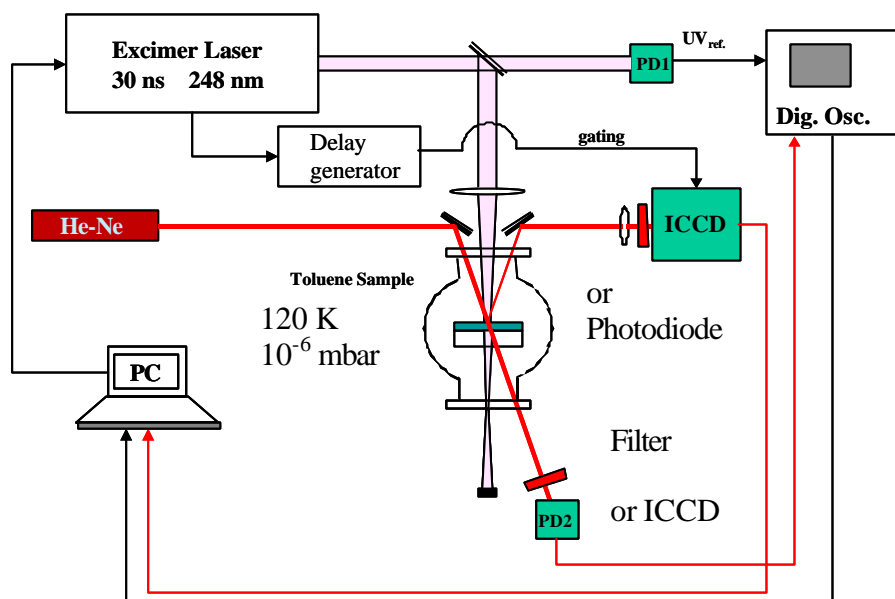 Excimer Laser
30 ns 248 nm
UVref.
PD1
Dig. Osc.
Delay
generator
gating
He-Ne
ICCD
Toluene Sample
120 K
10-6 mbar
or
Photodiode
PC
Filter
or ICCD
PD2